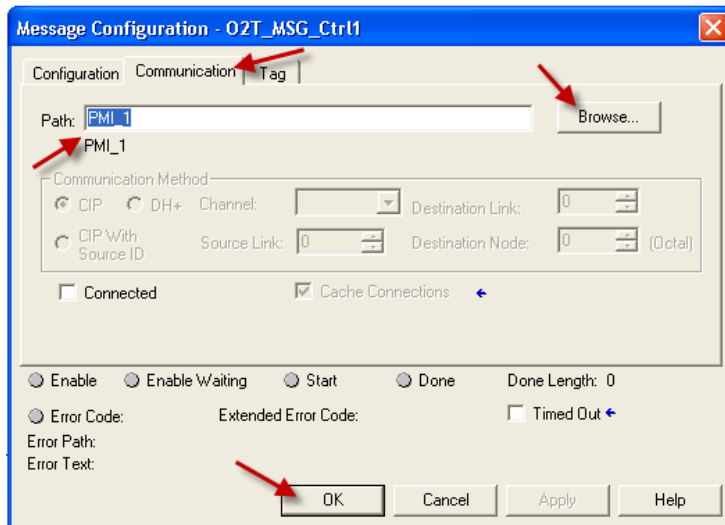 Message Configuration - O2T_MSG_Ctrl1
Configuration Communication Tag
Path: PMI_1 Browse...
PMI_1
Communication Method
CIP DH+ Channel: Destination Link: 0
CIP With Source ID Source Link: 0 Destination Node: 0 (Octal)
Connected Cache Connections
Enable Enable Waiting Start Done Done Length: 0
Error Code: Extended Error Code: Timed Out
Error Path:
Error Text:
OK Cancel Apply Help